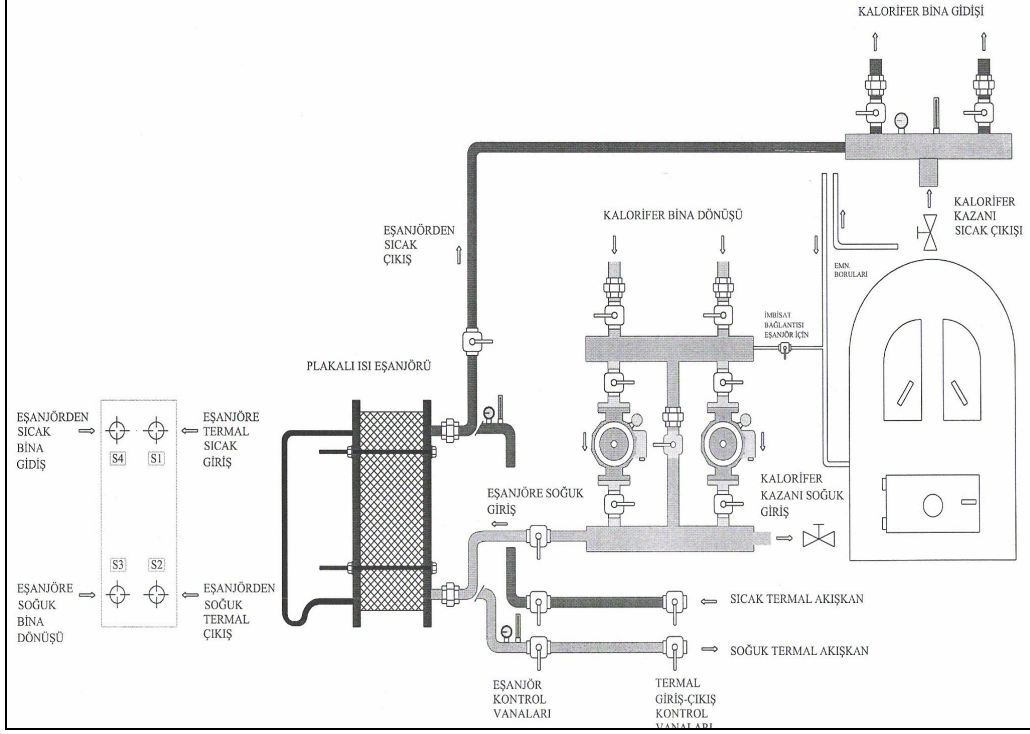 KALORİFER BİNA GİDİŞİ
KALORİFER
KAZANI
SICAK ÇIKIŞI
KALORİFER BİNA DÖNÜŞÜ
EŞANJÖRDEN
SICAK
ÇIKIŞ
EMN.
BORULARI
İMBİSAT
BAĞLANTISI
EŞANJÖR İÇİN
PLAKALI ISI EŞANJÖRÜ
EŞANJÖRDEN
SICAK
BİNA
GİDİŞ
S4
S1
EŞANJÖRE
TERMAL
SICAK
GİRİŞ
EŞANJÖRE SOĞUK
GİRİŞ
KALORİFER
KAZANI SOĞUK
GİRİŞ
EŞANJÖRE
SOĞUK
BİNA
DÖNÜŞÜ
S3
S2
EŞANJÖRDEN
SOĞUK
TERMAL
ÇIKIŞ
SICAK TERMAL AKIŞKAN
SOĞUK TERMAL AKIŞKAN
EŞANJÖR
KONTROL
VANALARI
TERMAL
GİRİŞ-ÇIKIŞ
KONTROL
VANALARI